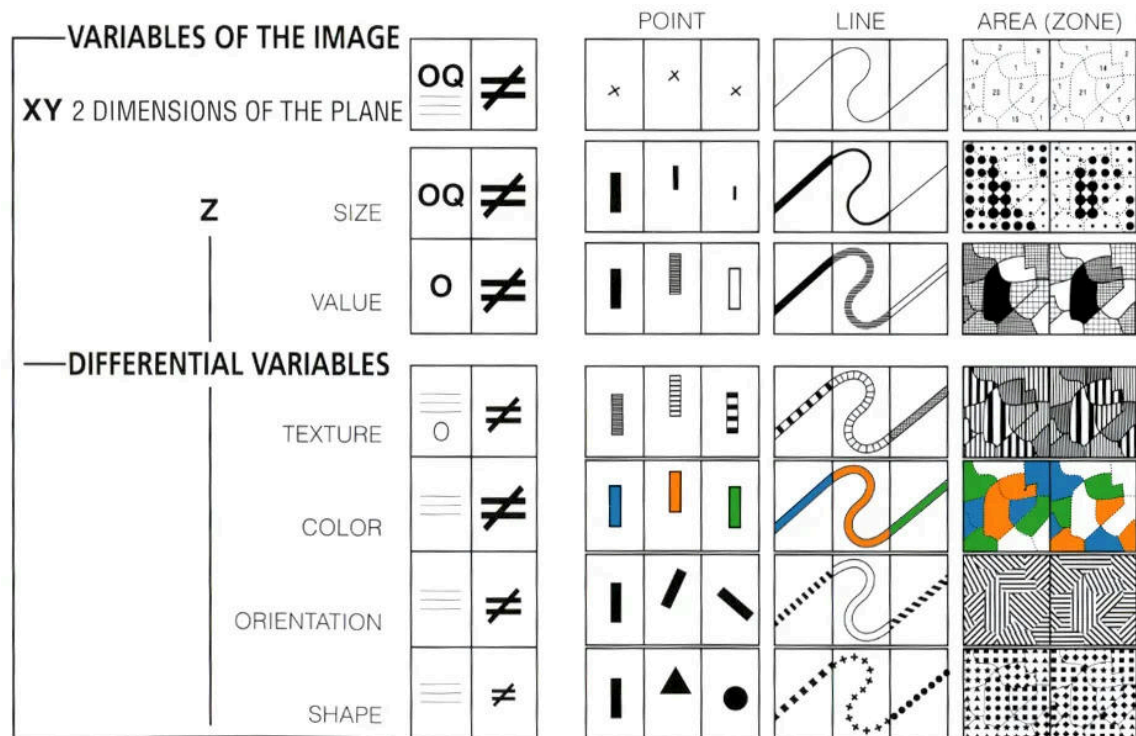 POINT LINE AREA (ZONE)
VARIABLES OF THE IMAGE
XY 2 DIMENSIONS OF THE PLANE OQ ≠ × × ×
Z
SIZE OQ ≠
VALUE O ≠
DIFFERENTIAL VARIABLES
TEXTURE O ≠
COLOR ≠
ORIENTATION ≠
SHAPE ≠